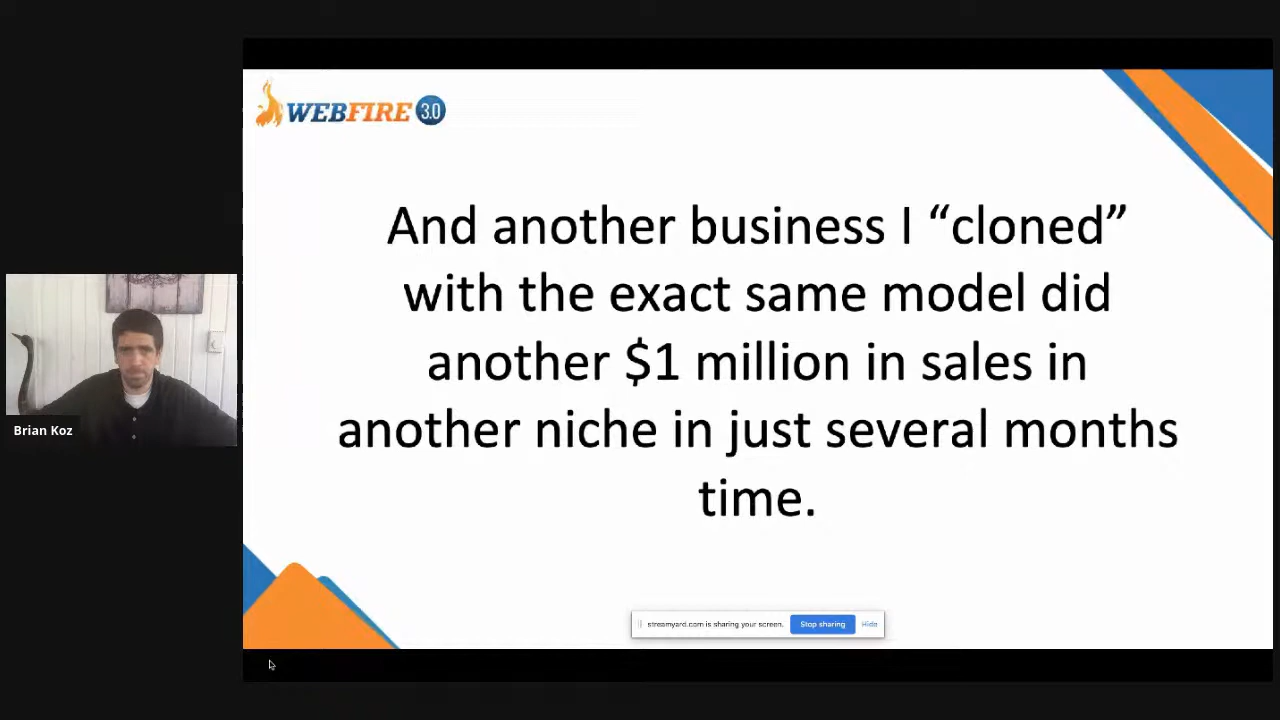 WEBFIRE 3.0
And another business I “cloned”
with the exact same model did
another $1 million in sales in
another niche in just several months
time.
Brian Koz
streamyard.com is sharing your screen. Stop sharing Hide